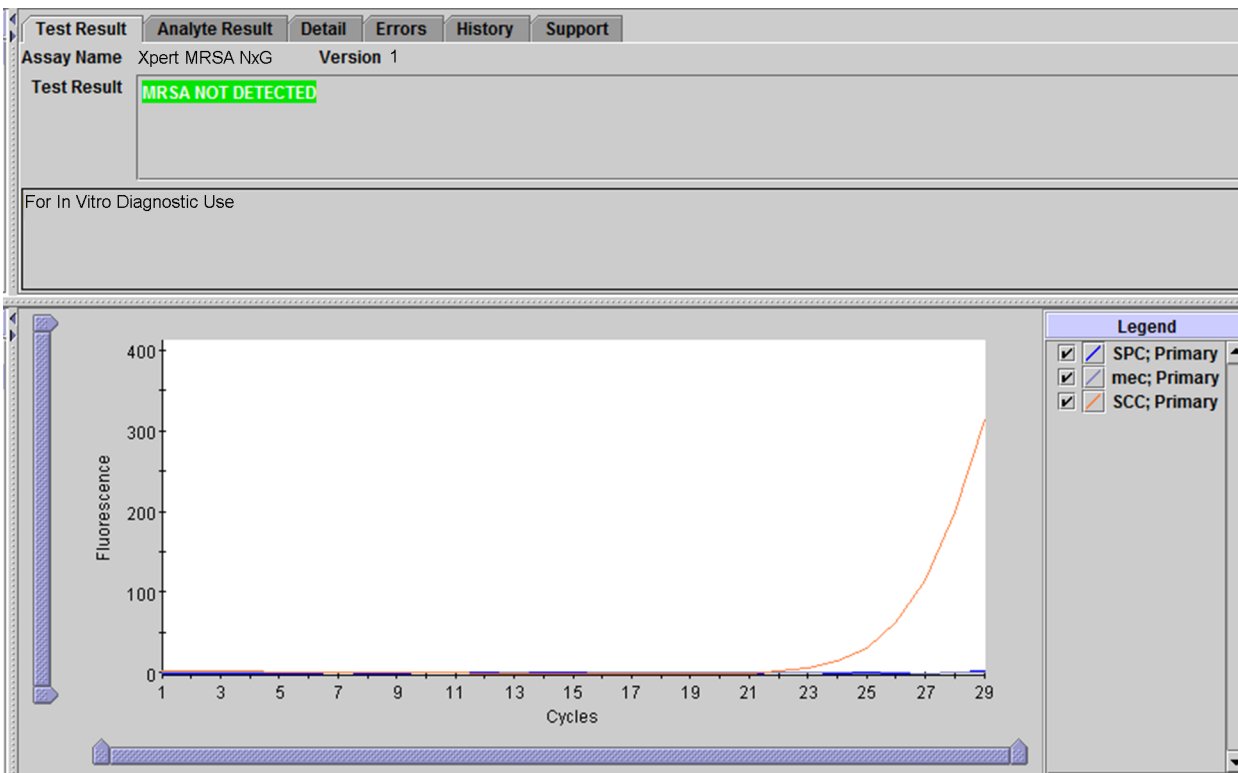 Test Result Analyte Result Detail Errors History Support
Assay Name Xpert MRSA NxG Version 1
Test Result MRSA NOT DETECTED
For In Vitro Diagnostic Use
Legend
SPC; Primary
mec; Primary
SCC; Primary
400
300
200
100
0
Fluorescence
1 3 5 7 9 11 13 15 17 19 21 23 25 27 29
Cycles